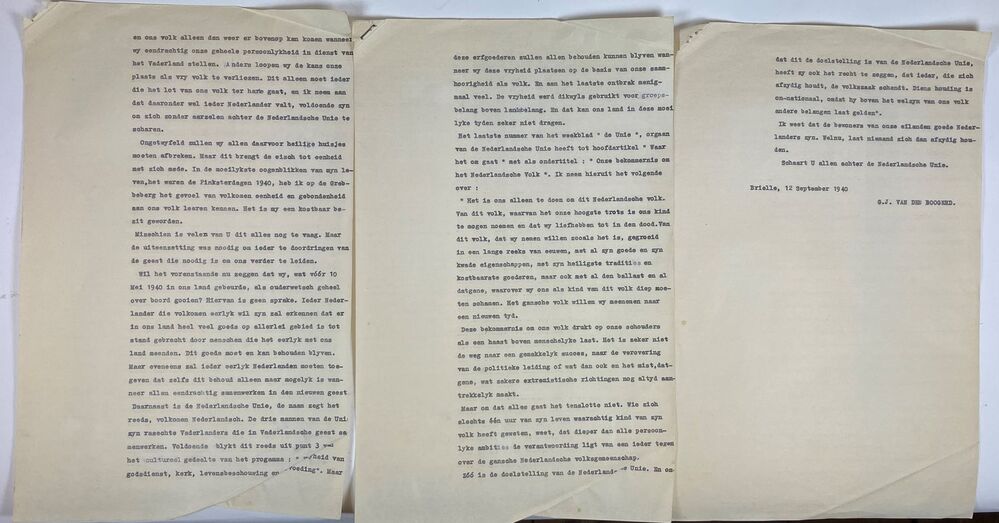 en ons volk alleen dan weer er bovenop kan komen wanneer
wy eendrachtig onze geheele persoonlykheid in dienst van
het Vaderland stellen. Anders loopen wy de kans onze
plaats als vry volk te verliezen. Dit alleen moet ieder
die het lot van ons volk ter harte gaat, en ik neem aan
dat daaronder wel ieder Nederlander valt, voldoende zyn
om zich zonder aarzelen achter de Nederlandsche Unie te
scharen.
Ongetwyfeld zullen wy allen daarvoor heilige huisjes
moeten afbreken. Maar dit brengt de eisch tot eenheid
met zich mede. In de moeilykste oogenblikken van myn le-
ven, het waren de Pinksterdagen 1940, heb ik op de Greb-
beberg het gevoel van volkomen eenheid en gebondenheid
aan ons volk leeren kennen. Het is my een kostbaar be-
zit geworden.
Misschien is velen van U dit alles nog te vaag. Maar
de uiteenzetting was noodig om ieder te doordringen van
de geest die noodig is om ons verder te leiden.
Wil het vorenstaande nu zeggen dat wy, wat vóór 10
Mei 1940 in ons land gebeurde, als ouderwetsch geheel
over boord gooien? Hiervan is geen sprake. Ieder Neder-
lander die volkomen eerlyk wil zyn zal erkennen dat er
in ons land heel veel goeds op allerlei gebied is tot
stand gebracht door menschen die het eerlyk met ons
land meenden. Dit goede moet en kan behouden blyven.
Maar eveneens zal ieder eerlyk Nederlander moeten toe-
geven dat zelfs dit behoud alleen maar mogelyk is wan-
neer allen eendrachtig samenwerken in den nieuwen geest
Daarnaast is de Nederlandsche Unie, de naam zegt het
reeds, volkomen Nederlandsch. De drie mannen van de Uni
zyn rasechte Vaderlanders die in Vaderlandsche geest sa
menwerken. Voldoende blykt dit reeds uit punt 3
het cultureel gedeelte van het progamma : " heid van
godsdienst, kerk, levensbeschouwing en voeding". Maar
deze erfgoederen zullen allen behouden kunnen blyven wan-
neer wy deze vryheid plaatsen op de basis van onze saam-
hoorigheid als volk. En aan het laatste ontbrak menig-
maal veel. De vryheid werd dikwyls gebruikt voor groeps-
belang boven landbelang. En dat kan ons land in deze moei
lyke tyden zeker niet dragen.
Het laatste nummer van het weekblad " de Unie ", orgaan
van de Nederlandsche Unie heeft tot hoofdartikel " Waar
het om gaat " met als ondertitel : " Onze bekommernis om
het Nederlandsche Volk ". Ik neem hieruit het volgende
over :
" Het is ons alleen te doen om dit Nederlandsche volk.
Van dit volk, waarvan het onze hoogste trots is ons kind
te mogen noemen en dat wy liefhebben tot in den dood. Van
dit volk, dat wy nemen willen zooals het is, gegroeid
in een lange reeks van eeuwen, met al zyn goede en zyn
kwade eigenschappen, met zyn heiligste tradities en
kostbaarste goederen, maar ook met al den ballast en al
datgene, waarover wy ons als kind van dit volk diep moe-
ten schamen. Het gansche volk willen wy meenemen naar
een nieuwen tyd.
Deze bekommernis om ons volk drukt op onze schouders
als een haast boven menschelyke last. Het is zeker niet
de weg naar een gemakkelyk succes, naar de verovering
van de politieke leiding of wat dan ook en het mist, dat-
gene, wat zekere extremistische richtingen nog altyd aan-
trekkelyk maakt.
Maar om dat alles gaat het tenslotte niet. Wie zich
slechts één uur van zyn leven waarachtig kind van zyn
volk heeft geweten, weet, dat dieper dan alle persoon-
lyke ambities de verantwoording ligt van een ieder tegen
over de gansche Nederlandsche volksgemeenschap.
Zóó is de doelstelling van de Nederland e Unie. En om
dat dit de doelstelling is van de Nederlandsche Unie,
heeft zy ook het recht te zeggen, dat ieder, die zich
afzydig houdt, de volkszaak schendt. Diens houding is
on-nationaal, omdat hy boven het welzyn van ons volk
andere belangen laat gelden".
Ik weet dat de bewoners van onze eilanden goede Neder-
landers zyn. Welnu, laat niemand zich dan afzydig hou-
den.
Schaart U allen achter de Nederlandsche Unie.
Brielle, 12 September 1940
G.J. VAN DEN BOOGERD.